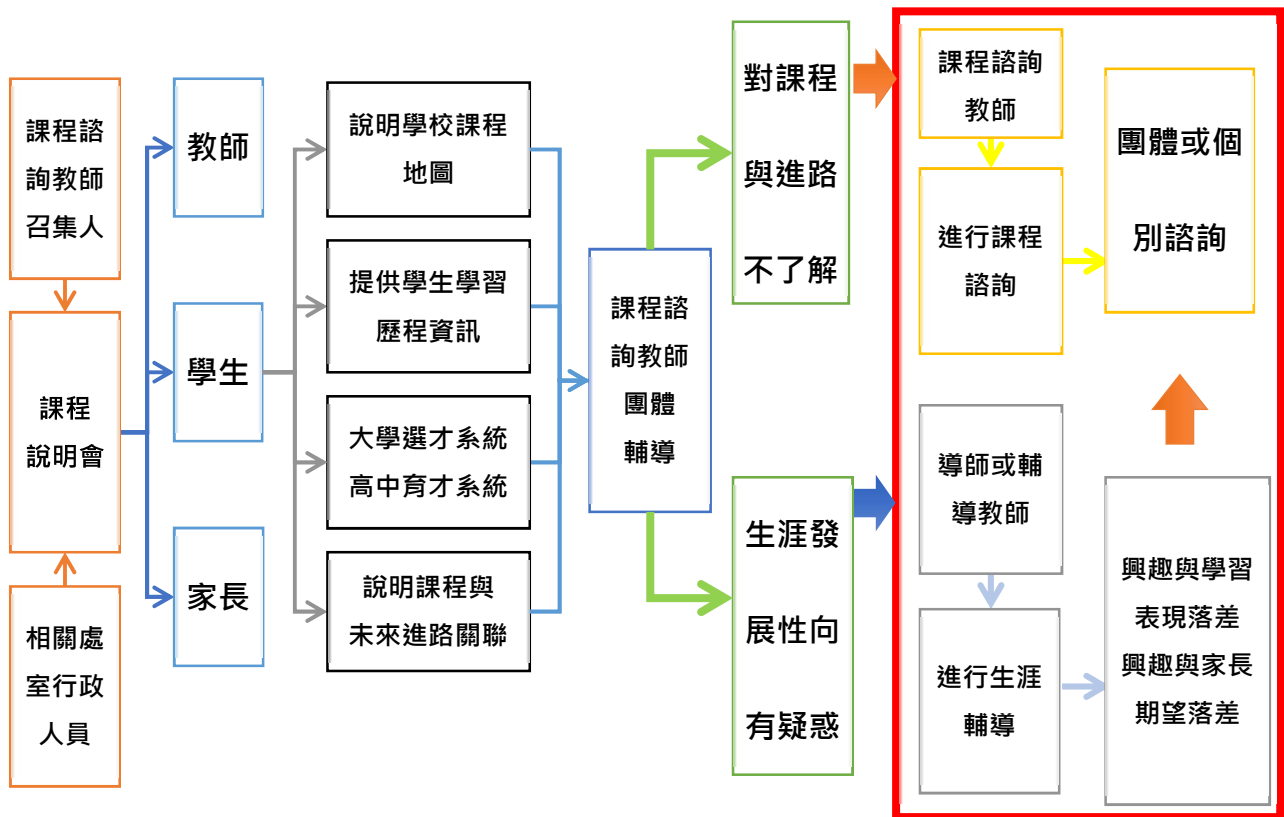 課程諮
詢教師
召集人
課程
說明會
相關處
室行政
人員
教師
學生
家長
說明學校課程
地圖
提供學生學習
歷程資訊
大學選才系統
高中育才系統
說明課程與
未來進路關聯
課程諮
詢教師
團體
輔導
對課程
與進路
不了解
生涯發
展性向
有疑惑
課程諮詢
教師
進行課程
諮詢
團體或個
別諮詢
導師或輔
導教師
進行生涯
輔導
興趣與學習
表現落差
興趣與家長
期望落差